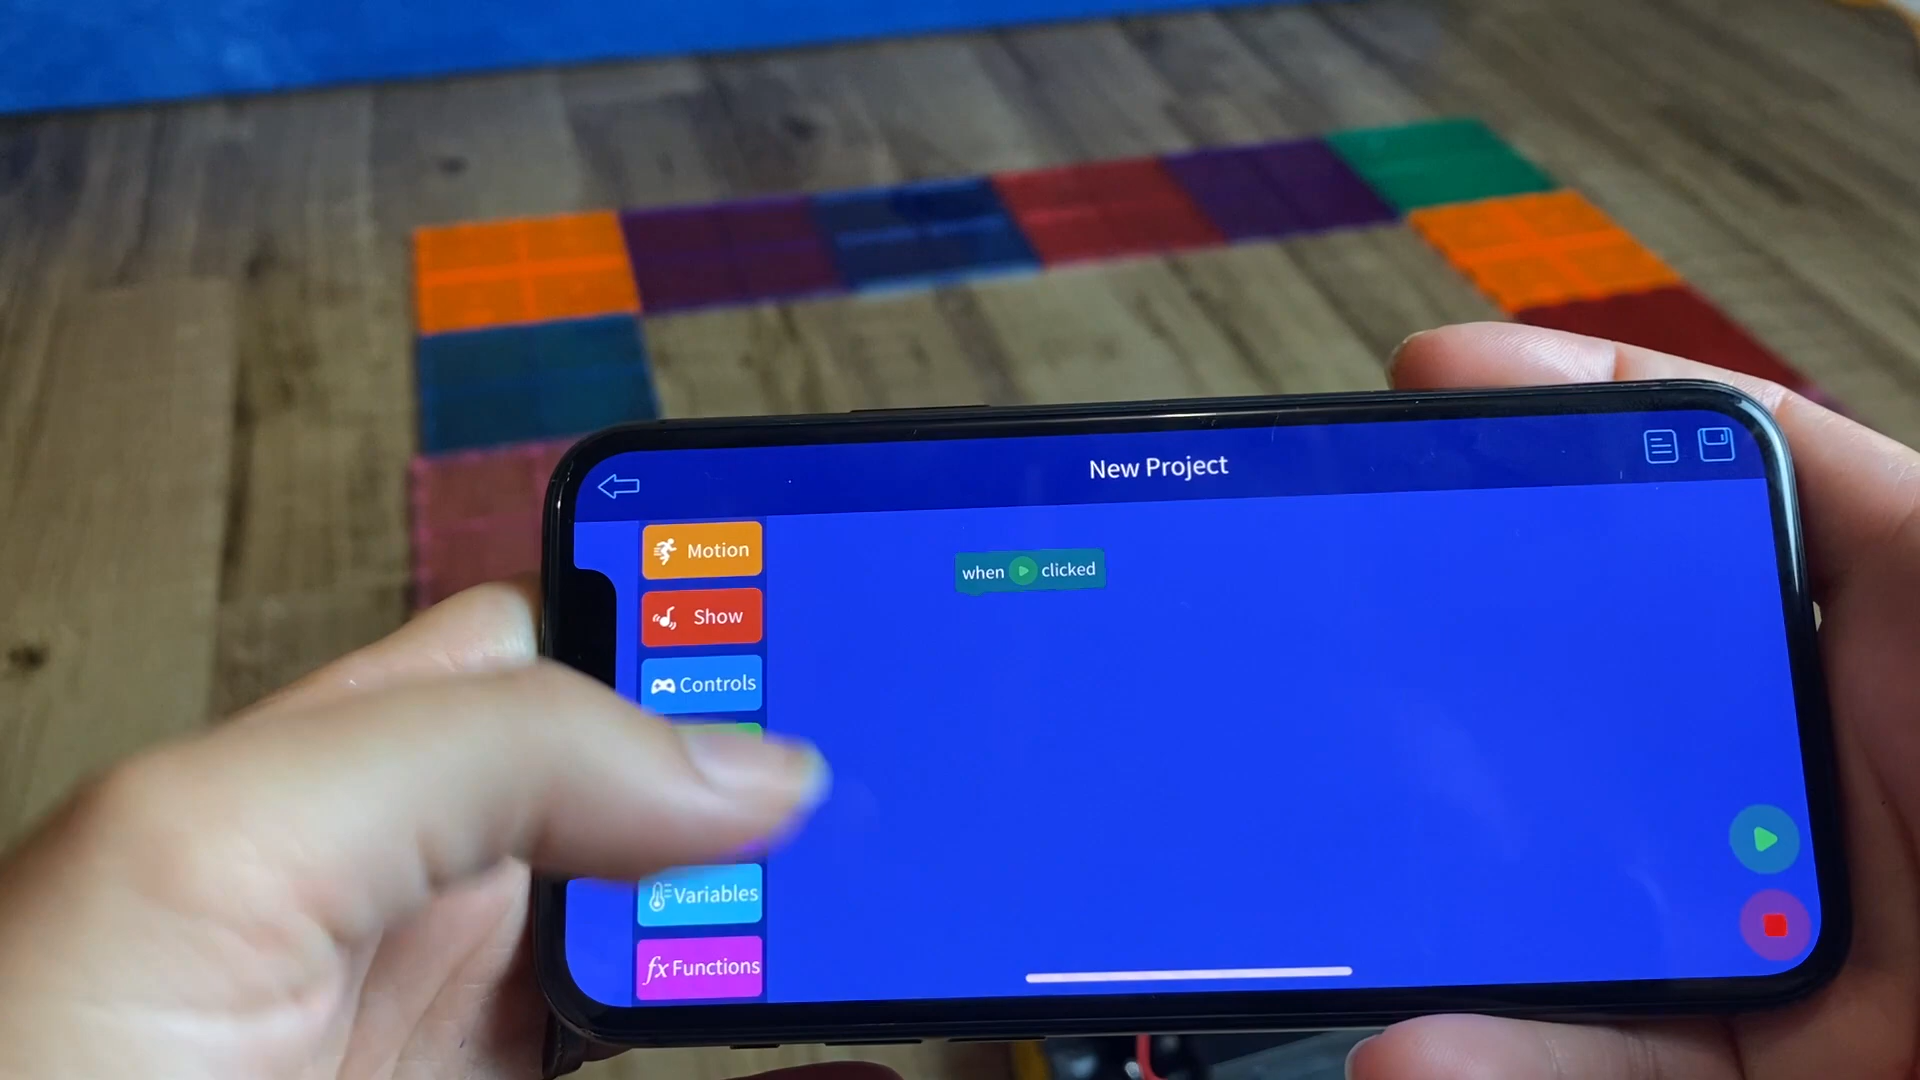 New Project
Motion
when clicked
Show
Controls
Variables
fx Functions